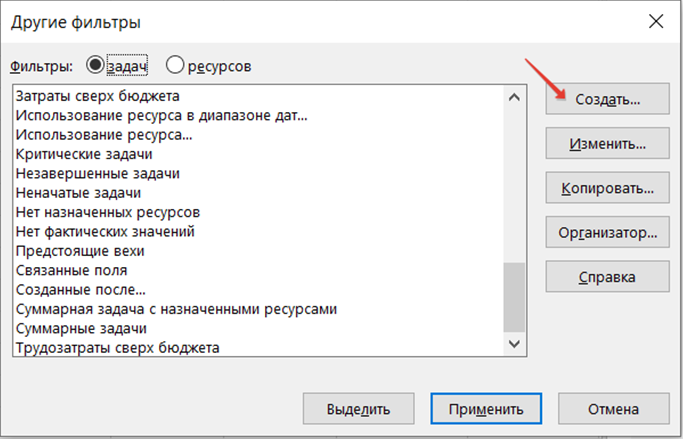 Другие фильтры
Фильтры: задач ресурсов
Затраты сверх бюджета
Использование ресурса в диапазоне дат...
Использование ресурса...
Критические задачи
Незавершенные задачи
Неначатые задачи
Нет назначенных ресурсов
Нет фактических значений
Предстоящие вехи
Связанные поля
Созданные после...
Суммарная задача с назначенными ресурсами
Суммарные задачи
Трудозатраты сверх бюджета
Создать...
Изменить...
Копировать...
Организатор...
Справка
Выделить Применить Отмена